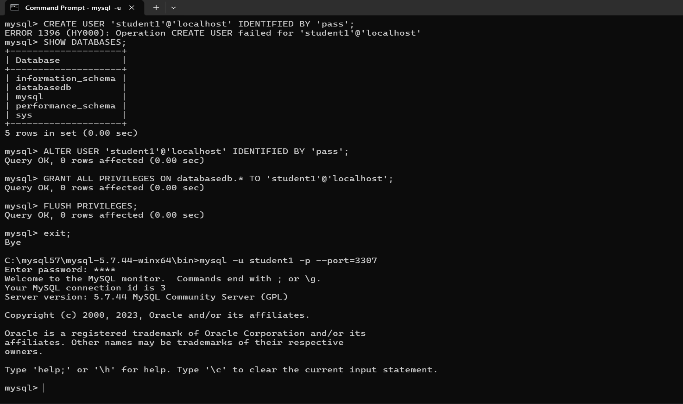 Command Prompt - mysql -u
mysql> CREATE USER 'student1'@'localhost' IDENTIFIED BY 'pass';
ERROR 1396 (HY000): Operation CREATE USER failed for 'student1'@'localhost'
mysql> SHOW DATABASES;
+--------------------+
| Database           |
+--------------------+
| information_schema |
| databasedb         |
| mysql              |
| performance_schema |
| sys                |
+--------------------+
5 rows in set (0.00 sec)
mysql> ALTER USER 'student1'@'localhost' IDENTIFIED BY 'pass';
Query OK, 0 rows affected (0.00 sec)
mysql> GRANT ALL PRIVILEGES ON databasedb.* TO 'student1'@'localhost';
Query OK, 0 rows affected (0.00 sec)
mysql> FLUSH PRIVILEGES;
Query OK, 0 rows affected (0.00 sec)
mysql> exit;
Bye
C:\mysql57\mysql-5.7.44-winx64\bin>mysql -u student1 -p --port=3307
Enter password: ****
Welcome to the MySQL monitor.  Commands end with ; or \g.
Your MySQL connection id is 3
Server version: 5.7.44 MySQL Community Server (GPL)
Copyright (c) 2000, 2023, Oracle and/or its affiliates.
Oracle is a registered trademark of Oracle Corporation and/or its
affiliates. Other names may be trademarks of their respective
owners.
Type 'help;' or '\h' for help. Type '\c' to clear the current input statement.
mysql>